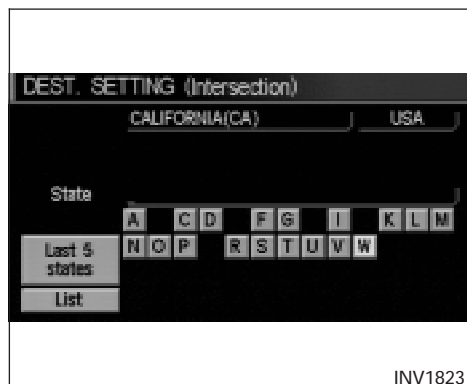 DEST. SETTING (Intersection)
CALIFORNIA(CA) USA
State
A C D F G I K L M
N O P R S T U V W
Last 5
states
List
INV1823